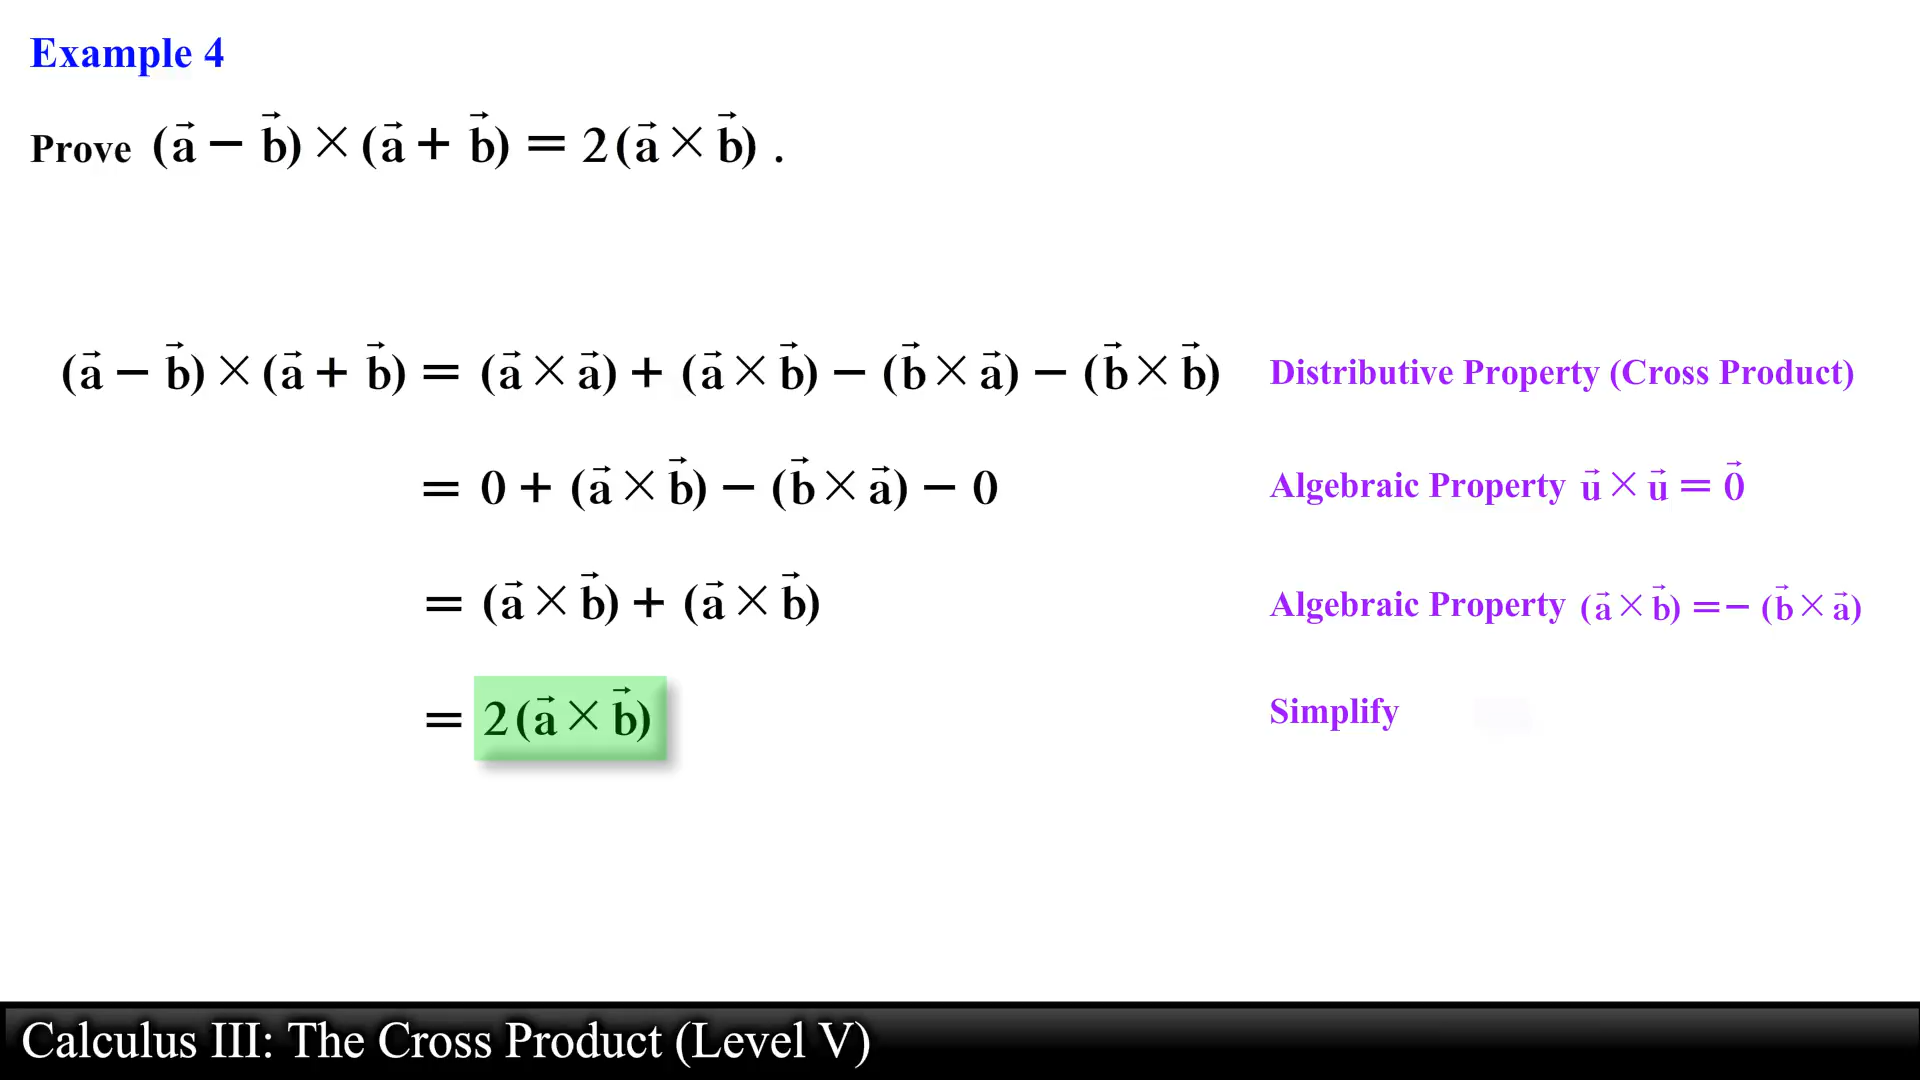 Example 4
Prove (a⃗ − b⃗) × (a⃗ + b⃗) = 2(a⃗ × b⃗) .
(a⃗ − b⃗) × (a⃗ + b⃗) = (a⃗ × a⃗) + (a⃗ × b⃗) − (b⃗ × a⃗) − (b⃗ × b⃗) Distributive Property (Cross Product)
= 0 + (a⃗ × b⃗) − (b⃗ × a⃗) − 0 Algebraic Property u⃗ × u⃗ = 0⃗
= (a⃗ × b⃗) + (a⃗ × b⃗) Algebraic Property (a⃗ × b⃗) = − (b⃗ × a⃗)
= 2(a⃗ × b⃗) Simplify
Calculus III: The Cross Product (Level V)